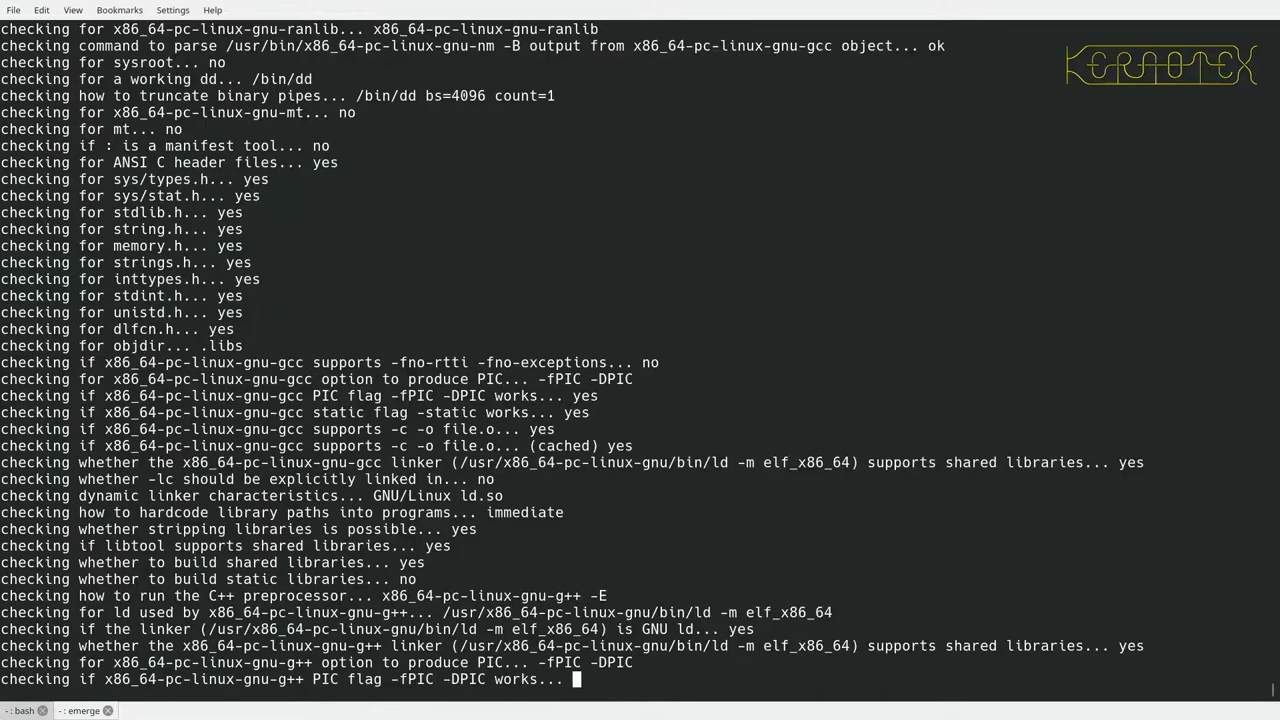 File Edit View Bookmarks Settings Help
checking for x86_64-pc-linux-gnu-ranlib... x86_64-pc-linux-gnu-ranlib
checking command to parse /usr/bin/x86_64-pc-linux-gnu-nm -B output from x86_64-pc-linux-gnu-gcc object... ok
checking for sysroot... no
checking for a working dd... /bin/dd
checking how to truncate binary pipes... /bin/dd bs=4096 count=1
checking for x86_64-pc-linux-gnu-mt... no
checking for mt... no
checking if : is a manifest tool... no
checking for ANSI C header files... yes
checking for sys/types.h... yes
checking for sys/stat.h... yes
checking for stdlib.h... yes
checking for string.h... yes
checking for memory.h... yes
checking for strings.h... yes
checking for inttypes.h... yes
checking for stdint.h... yes
checking for unistd.h... yes
checking for dlfcn.h... yes
checking for objdir... .libs
checking if x86_64-pc-linux-gnu-gcc supports -fno-rtti -fno-exceptions... no
checking for x86_64-pc-linux-gnu-gcc option to produce PIC... -fPIC -DPIC
checking if x86_64-pc-linux-gnu-gcc PIC flag -fPIC -DPIC works... yes
checking if x86_64-pc-linux-gnu-gcc static flag -static works... yes
checking if x86_64-pc-linux-gnu-gcc supports -c -o file.o... yes
checking if x86_64-pc-linux-gnu-gcc supports -c -o file.o... (cached) yes
checking whether the x86_64-pc-linux-gnu-gcc linker (/usr/x86_64-pc-linux-gnu/bin/ld -m elf_x86_64) supports shared libraries... yes
checking whether -lc should be explicitly linked in... no
checking dynamic linker characteristics... GNU/Linux ld.so
checking how to hardcode library paths into programs... immediate
checking whether stripping libraries is possible... yes
checking if libtool supports shared libraries... yes
checking whether to build shared libraries... yes
checking whether to build static libraries... no
checking how to run the C++ preprocessor... x86_64-pc-linux-gnu-g++ -E
checking for ld used by x86_64-pc-linux-gnu-g++... /usr/x86_64-pc-linux-gnu/bin/ld -m elf_x86_64
checking if the linker (/usr/x86_64-pc-linux-gnu/bin/ld -m elf_x86_64) is GNU ld... yes
checking whether the x86_64-pc-linux-gnu-g++ linker (/usr/x86_64-pc-linux-gnu/bin/ld -m elf_x86_64) supports shared libraries... yes
checking for x86_64-pc-linux-gnu-g++ option to produce PIC... -fPIC -DPIC
checking if x86_64-pc-linux-gnu-g++ PIC flag -fPIC -DPIC works...
- : bash - : emerge